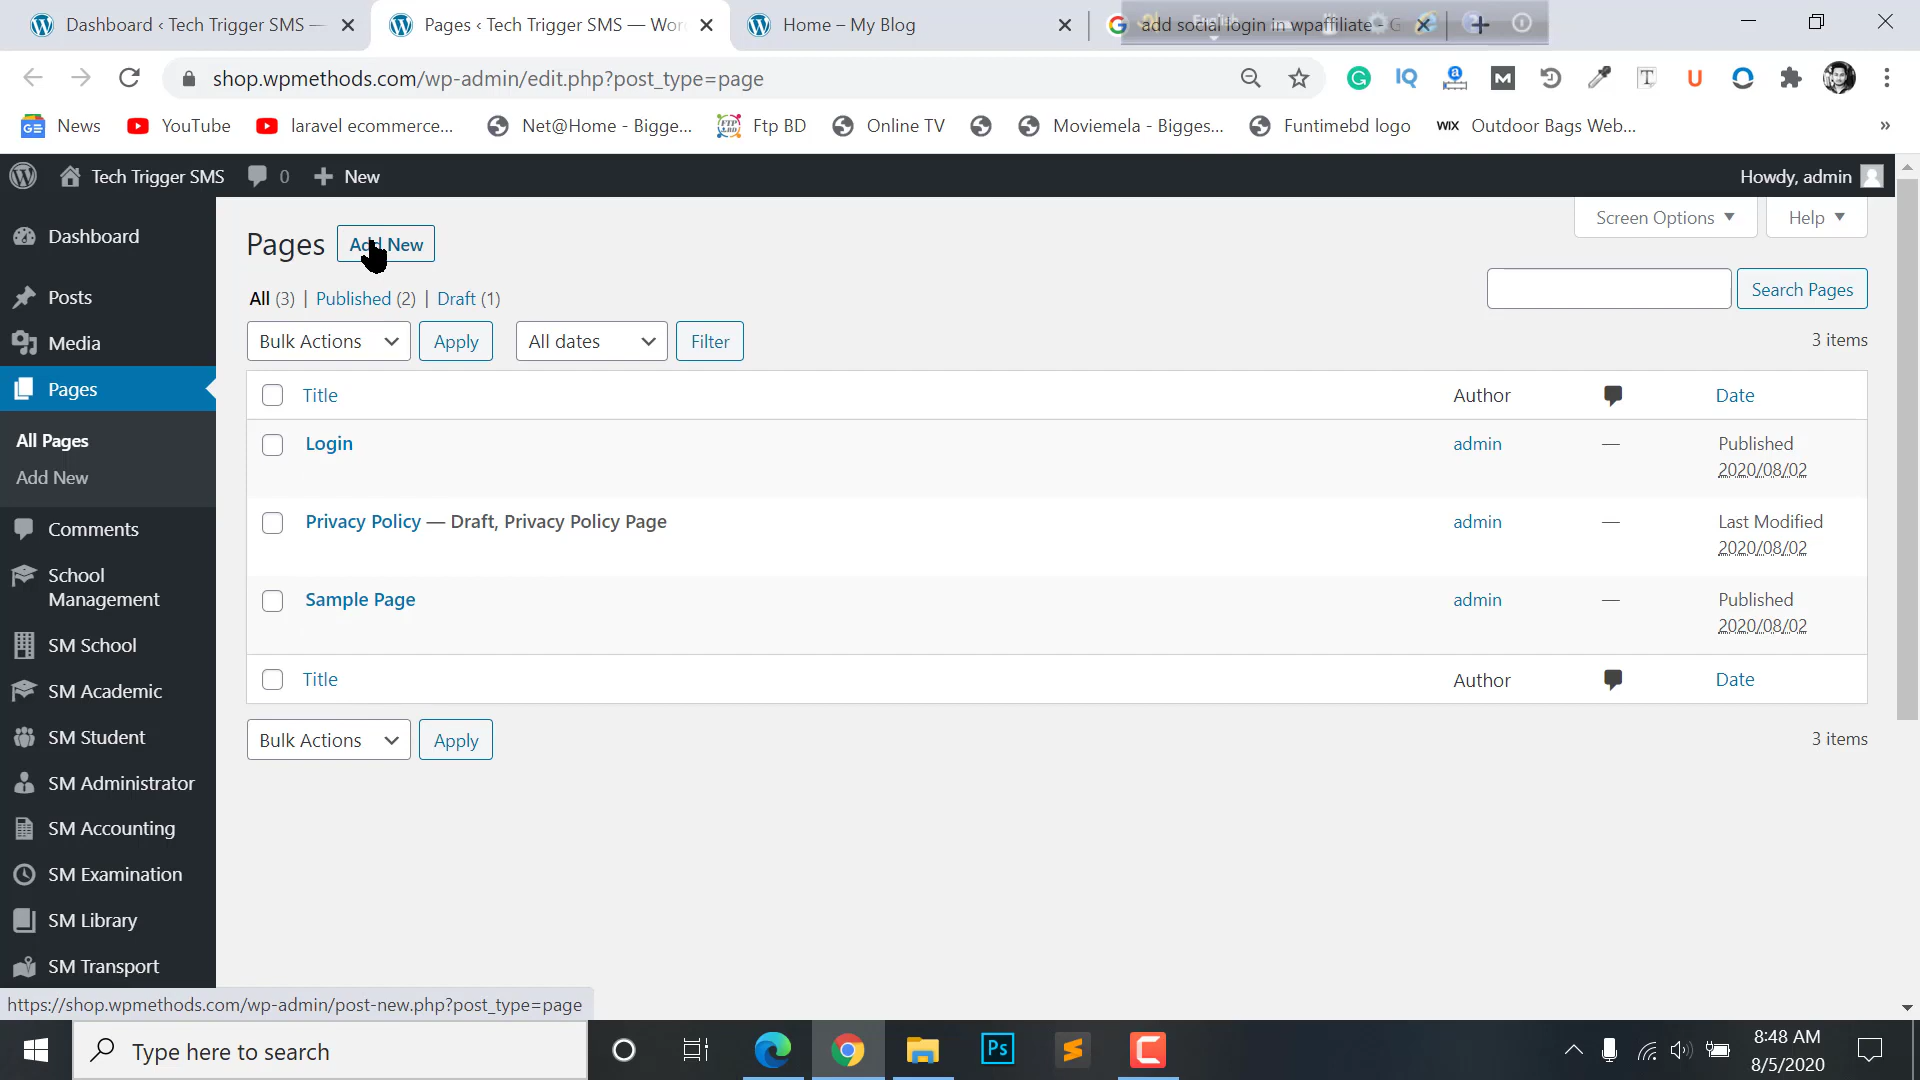 Dashboard ‹ Tech Trigger SMS —
Pages ‹ Tech Trigger SMS — Wor
Home – My Blog
add social login in wpaffiliate - G
shop.wpmethods.com/wp-admin/edit.php?post_type=page
News
YouTube
laravel ecommerce...
Net@Home - Bigge...
Ftp BD
Online TV
Moviemela - Bigges...
Funtimebd logo
WIX
Outdoor Bags Web...
»
Tech Trigger SMS
0
New
Howdy, admin
Dashboard
Posts
Media
Pages
All Pages
Add New
Comments
School
Management
SM School
SM Academic
SM Student
SM Administrator
SM Accounting
SM Examination
SM Library
SM Transport
Pages
Add New
Screen Options
Help
All (3) | Published (2) | Draft (1)
Search Pages
Bulk Actions
Apply
All dates
Filter
3 items
Title
Author
Date
Login
admin
—
Published
2020/08/02
Privacy Policy — Draft, Privacy Policy Page
admin
—
Last Modified
2020/08/02
Sample Page
admin
—
Published
2020/08/02
Title
Author
Date
Bulk Actions
Apply
3 items
https://shop.wpmethods.com/wp-admin/post-new.php?post_type=page
Type here to search
Ps
8:48 AM
8/5/2020